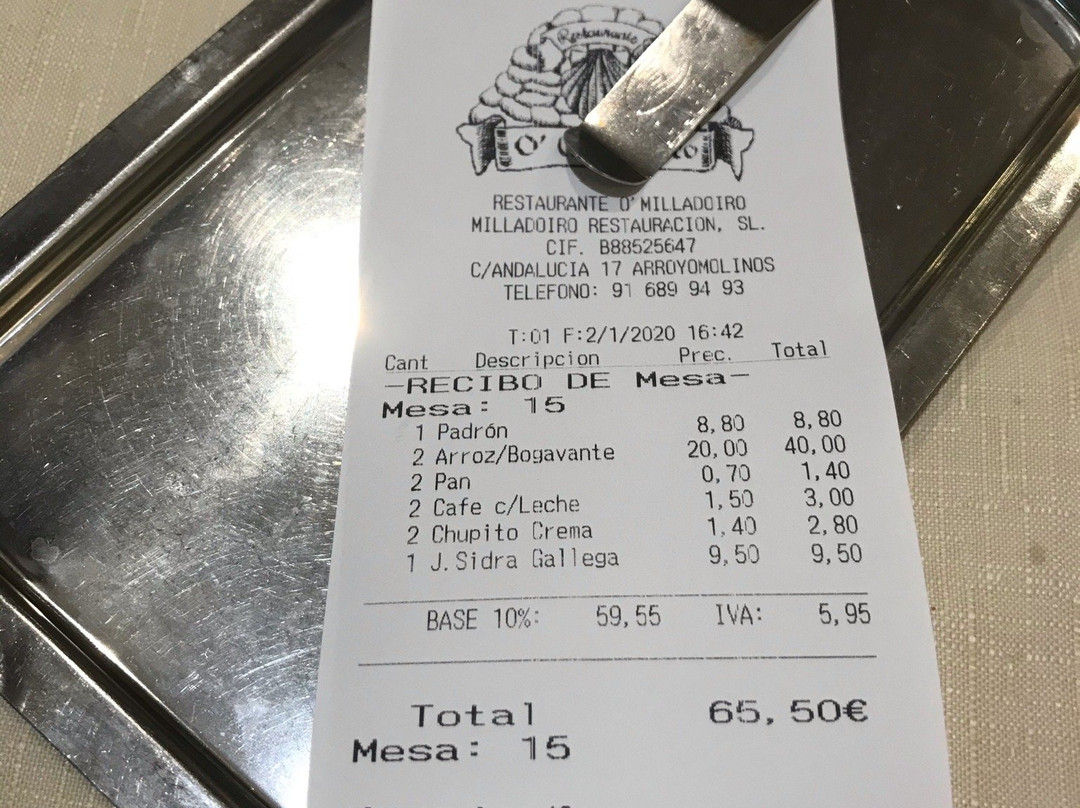 Restaurante
O'
RESTAURANTE O'MILLADOIRO
MILLADOIRO RESTAURACION, SL.
CIF. B88525647
C/ANDALUCIA 17 ARROYOMOLINOS
TELEFONO: 91 689 94 93
T:01 F:2/1/2020 16:42
Cant Descripcion Prec. Total
-RECIBO DE Mesa-
Mesa: 15
1 Padrón 8,80 8,80
2 Arroz/Bogavante 20,00 40,00
2 Pan 0,70 1,40
2 Cafe c/Leche 1,50 3,00
2 Chupito Crema 1,40 2,80
1 J.Sidra Gallega 9,50 9,50
BASE 10%: 59,55 IVA: 5,95
Total 65,50€
Mesa: 15